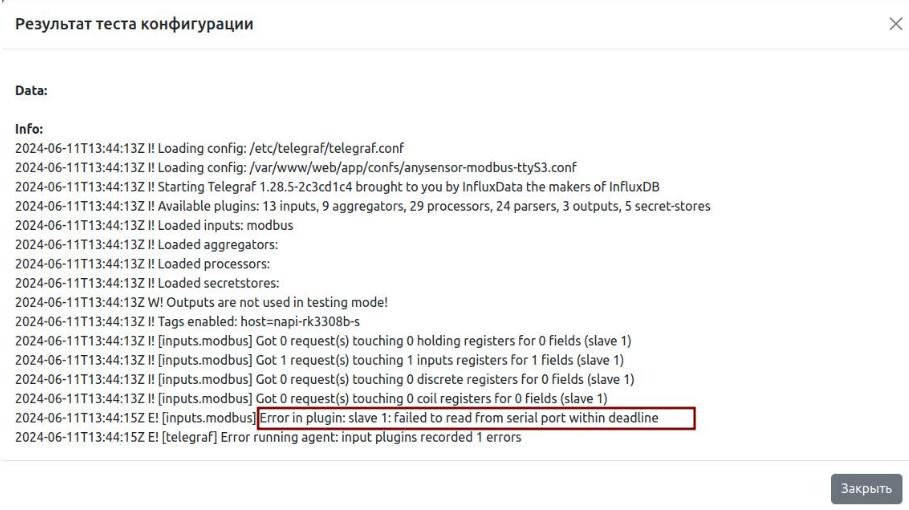 Результат теста конфигурации
Data:
Info:
2024-06-11T13:44:13Z I! Loading config: /etc/telegraf/telegraf.conf
2024-06-11T13:44:13Z I! Loading config: /var/www/web/app/confs/anysensor-modbus-ttyS3.conf
2024-06-11T13:44:13Z I! Starting Telegraf 1.28.5-2c3cd1c4 brought to you by InfluxData the makers of InfluxDB
2024-06-11T13:44:13Z I! Available plugins: 13 inputs, 9 aggregators, 29 processors, 24 parsers, 3 outputs, 5 secret-stores
2024-06-11T13:44:13Z I! Loaded inputs: modbus
2024-06-11T13:44:13Z I! Loaded aggregators:
2024-06-11T13:44:13Z I! Loaded processors:
2024-06-11T13:44:13Z I! Loaded secretstores:
2024-06-11T13:44:13Z W! Outputs are not used in testing mode!
2024-06-11T13:44:13Z I! Tags enabled: host=napi-rk3308b-s
2024-06-11T13:44:13Z I! [inputs.modbus] Got 0 request(s) touching 0 holding registers for 0 fields (slave 1)
2024-06-11T13:44:13Z I! [inputs.modbus] Got 1 request(s) touching 1 inputs registers for 1 fields (slave 1)
2024-06-11T13:44:13Z I! [inputs.modbus] Got 0 request(s) touching 0 discrete registers for 0 fields (slave 1)
2024-06-11T13:44:13Z I! [inputs.modbus] Got 0 request(s) touching 0 coil registers for 0 fields (slave 1)
2024-06-11T13:44:15Z E! [inputs.modbus] Error in plugin: slave 1: failed to read from serial port within deadline
2024-06-11T13:44:15Z E! [telegraf] Error running agent: input plugins recorded 1 errors
Закрыть